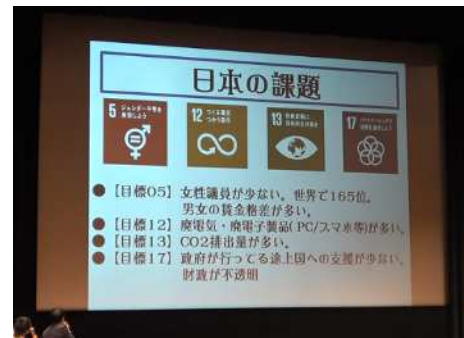 日本の課題
5 ジェンダー平等を
実現しよう
12 つくる責任
つかう責任
13 気候変動に
具体的な対策を
17 パートナーシップで
目標を達成しよう
●【目標05】女性議員が少ない。世界で165位。
男女の賃金格差が多い。
●【目標12】廃電気・廃電子製品(PC/スマホ等)が多い。
●【目標13】CO2排出量が多い。
●【目標17】政府が行ってる途上国への支援が少ない。
財政が不透明